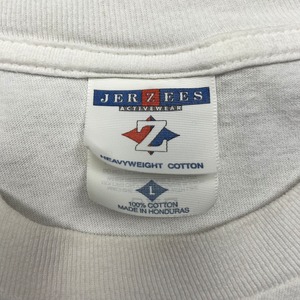 JERZEES
ACTIVEWEAR
Z
HEAVYWEIGHT COTTON
L
100% COTTON
MADE IN HONDURAS